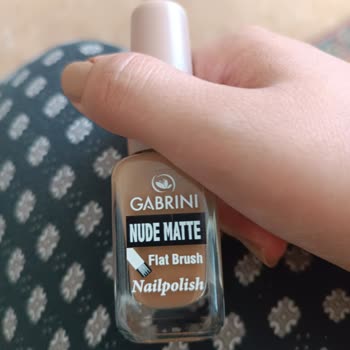 GABRINI
NUDE MATTE
Flat Brush
Nailpolish